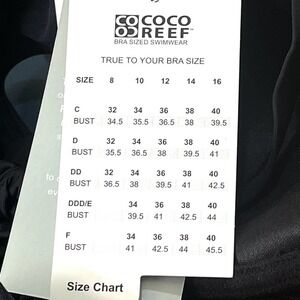 COCO
REEF
BRA SIZED SWIMWEAR
TRUE TO YOUR BRA SIZE
SIZE 8 10 12 14 16
C 32 34 36 38 40
BUST 34.5 35.5 36.5 38 39.5
D 32 34 36 38 40
BUST 35.5 36.5 38 39.5 41
DD 32 34 36 38 40
BUST 36.5 38 39.5 41 42.5
DDD/E 34 36 38 40
BUST 39.5 41 42.5 44
F 34 36 38 40
BUST 41 42.5 44 45.5
Size Chart